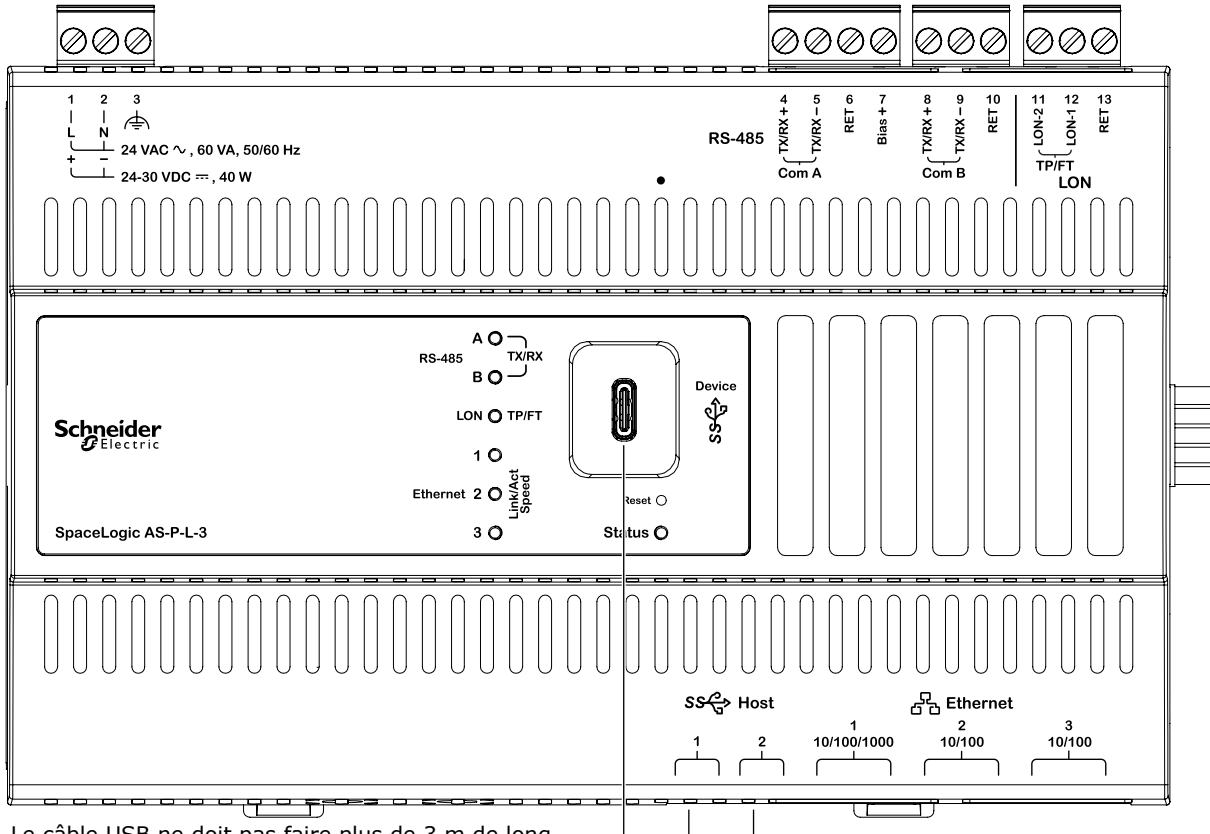 1 2 3
L N
+ −
24 VAC ∿ , 60 VA, 50/60 Hz
24-30 VDC ⎓ , 40 W
RS-485
4 5 6 7 8 9 10 11 12 13
TX/RX +
TX/RX −
RET
Bias +
TX/RX +
TX/RX −
RET
LON-2
LON-1
RET
Com A
Com B
TP/FT
LON
A
RS-485 TX/RX
B
LON TP/FT
1
Ethernet 2
3
Link/Act
Speed
Device
SS
Reset
Status
Schneider
Electric
SpaceLogic AS-P-L-3
SS Host
1 2
Ethernet
1
10/100/1000
2
10/100
3
10/100
Le câble USB ne doit pas faire plus de 3 m de long